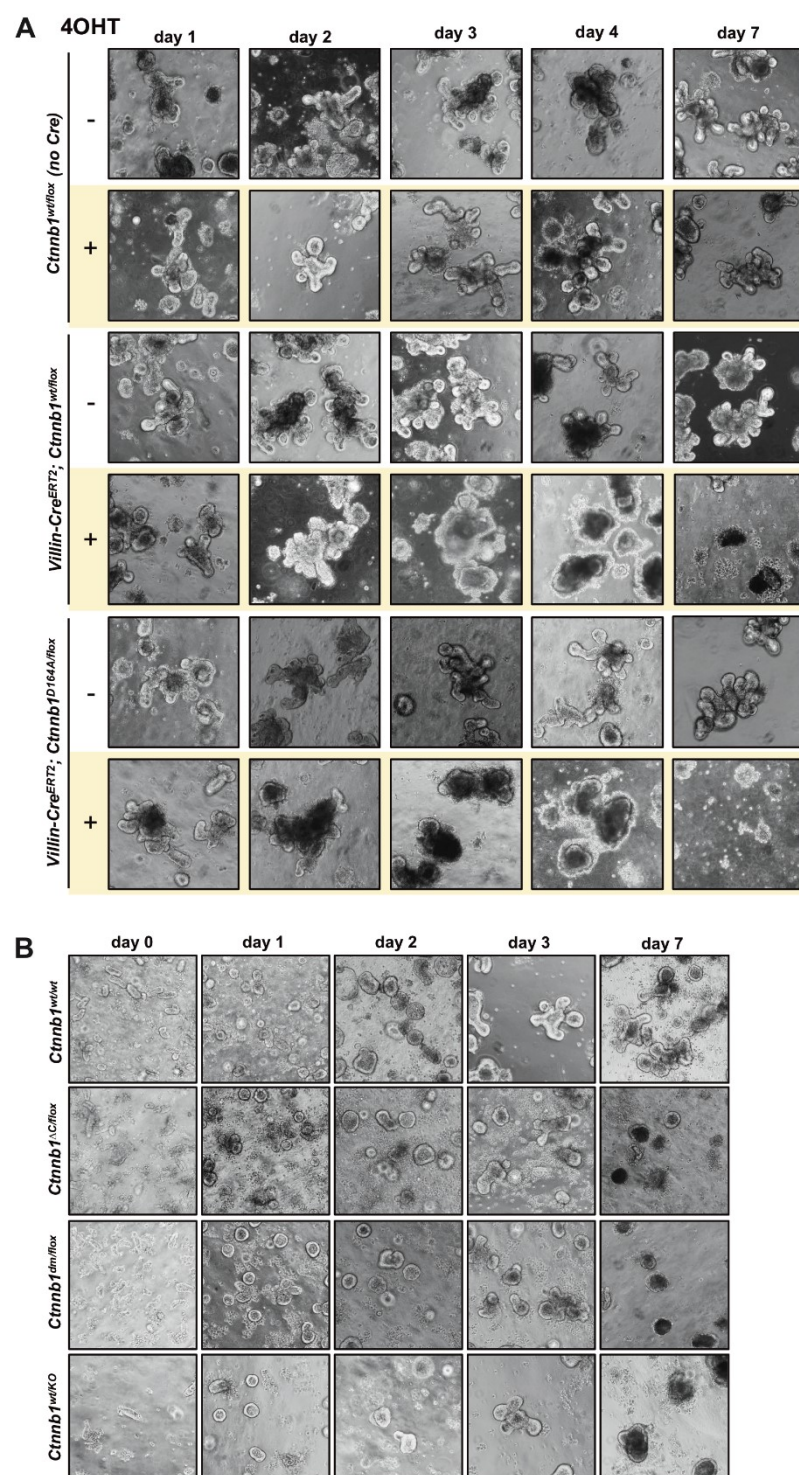 A 4OHT
day 1 day 2 day 3 day 4 day 7
Ctnnb1wt/flox (no Cre)
-
+
Villin-CreERT2; Ctnnb1wt/flox
-
+
Villin-CreERT2; Ctnnb1D164A/flox
-
+
B
day 0 day 1 day 2 day 3 day 7
Ctnnb1wt/wt
Ctnnb1ΔC/flox
Ctnnb1dm/flox
Ctnnb1wt/KO